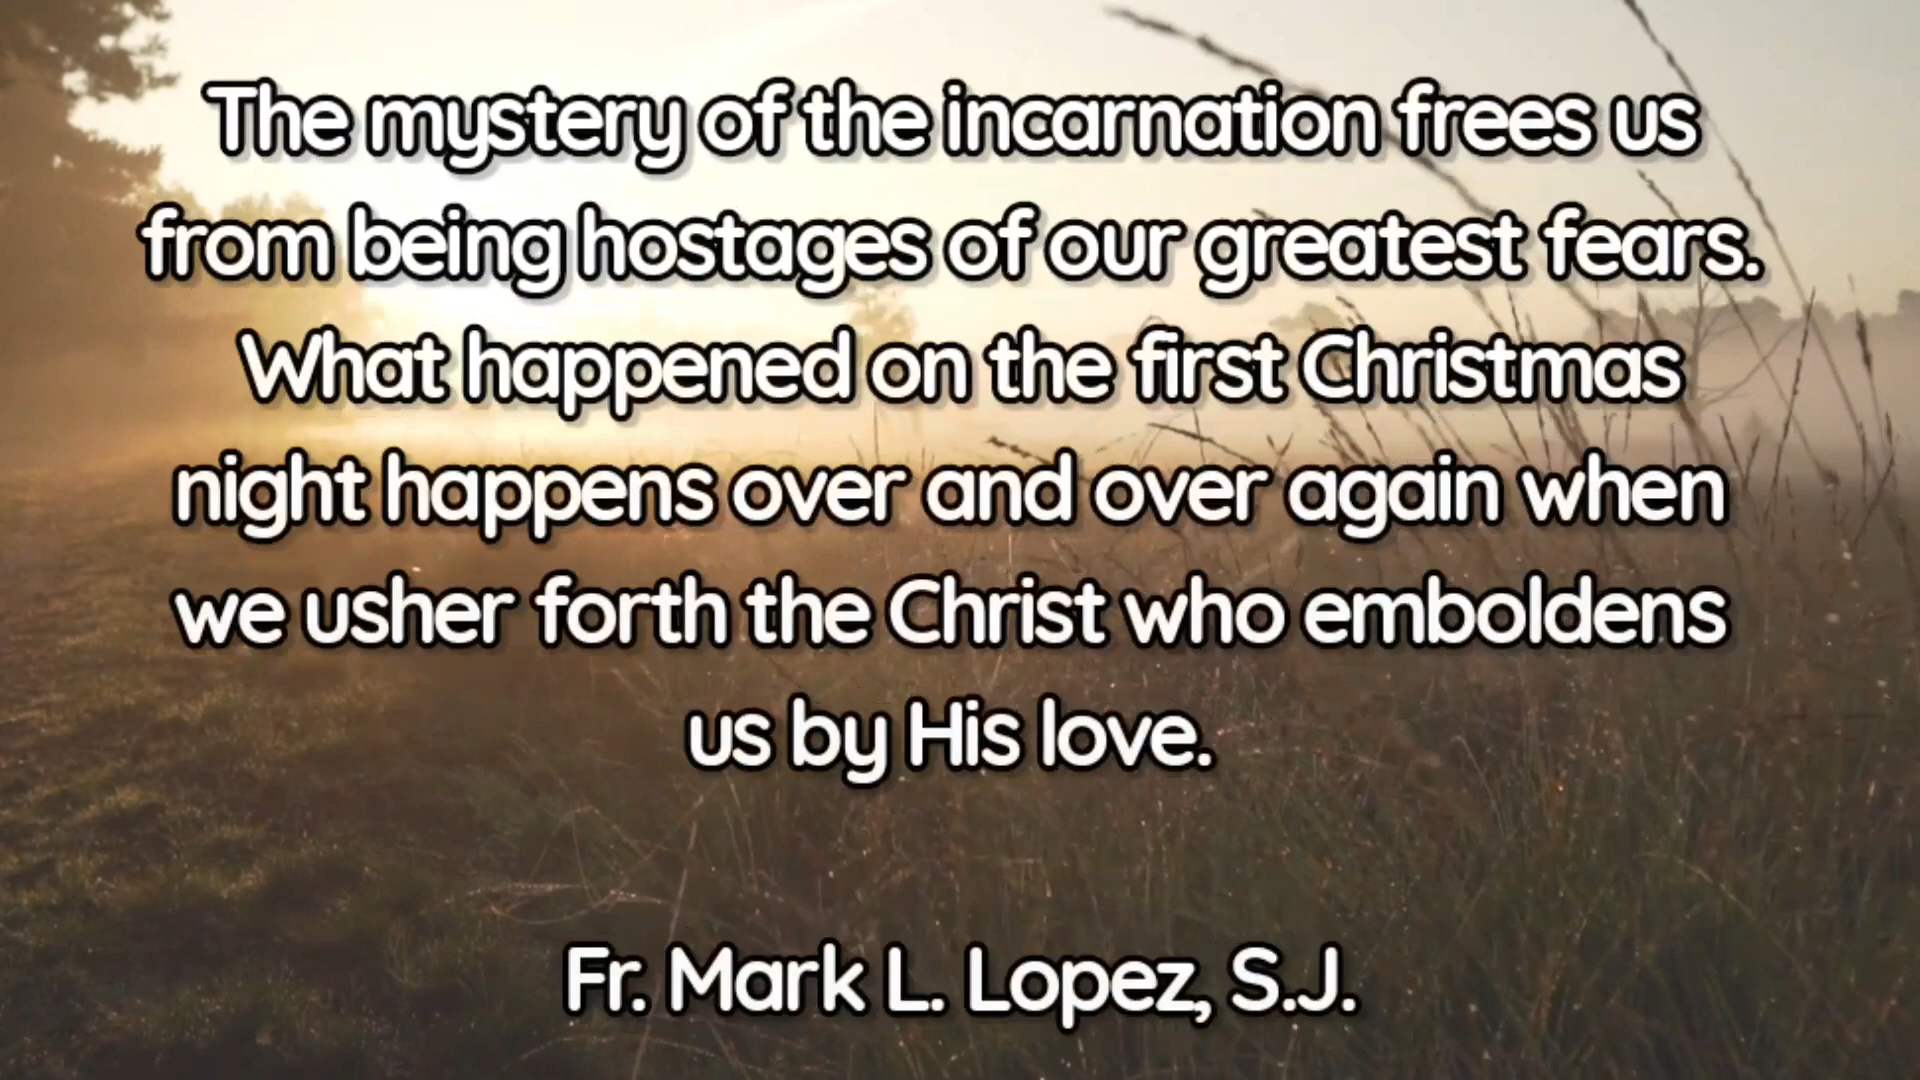 The mystery of the incarnation frees us
from being hostages of our greatest fears.
What happened on the first Christmas
night happens over and over again when
we usher forth the Christ who emboldens
us by His love.
Fr. Mark L. Lopez, S.J.